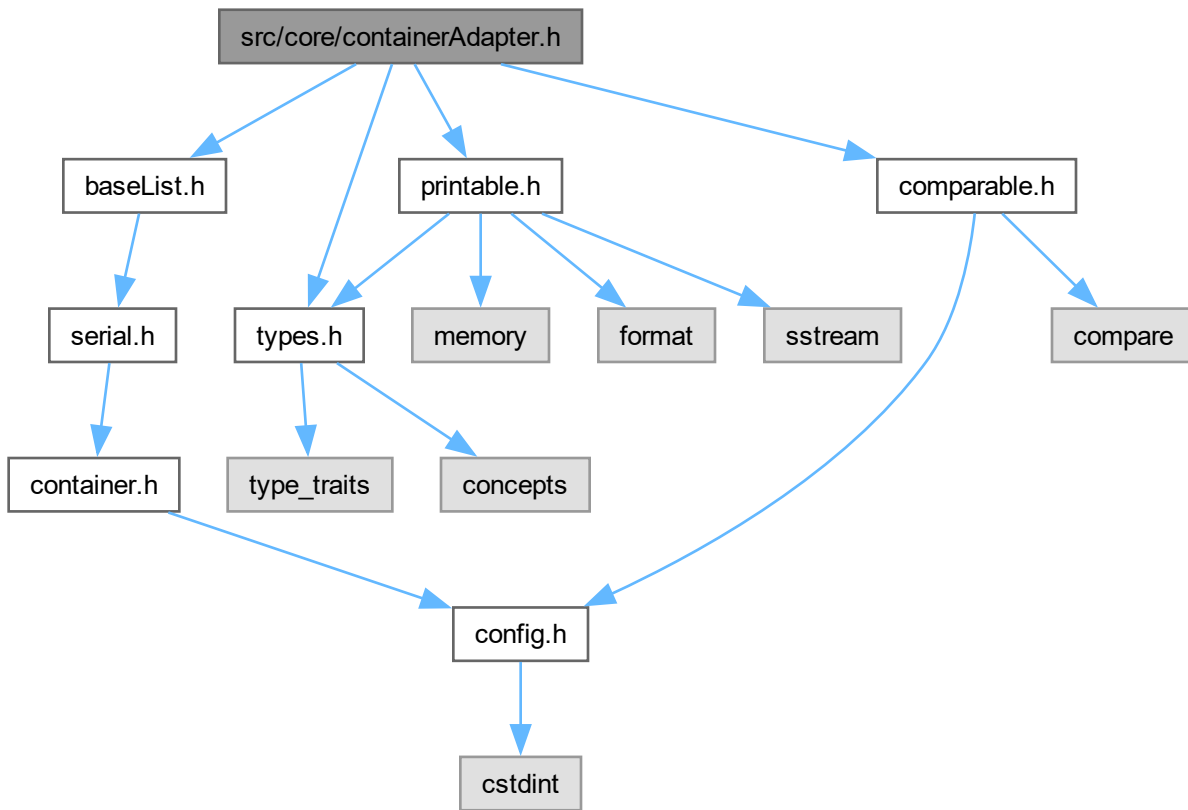 src/core/containerAdapter.h
baseList.h
printable.h
comparable.h
serial.h
types.h
memory
format
sstream
compare
container.h
type_traits
concepts
config.h
cstdint